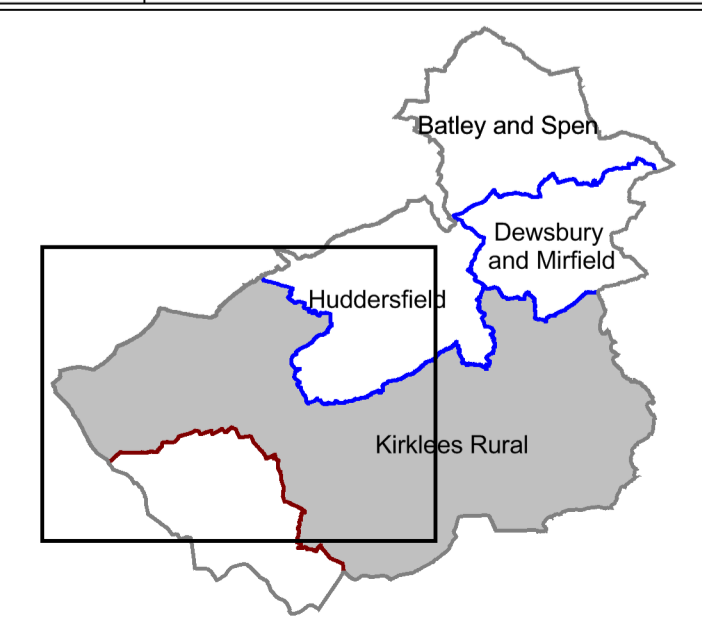 Batley and Spen
Dewsbury
and Mirfield
Huddersfield
Kirklees Rural